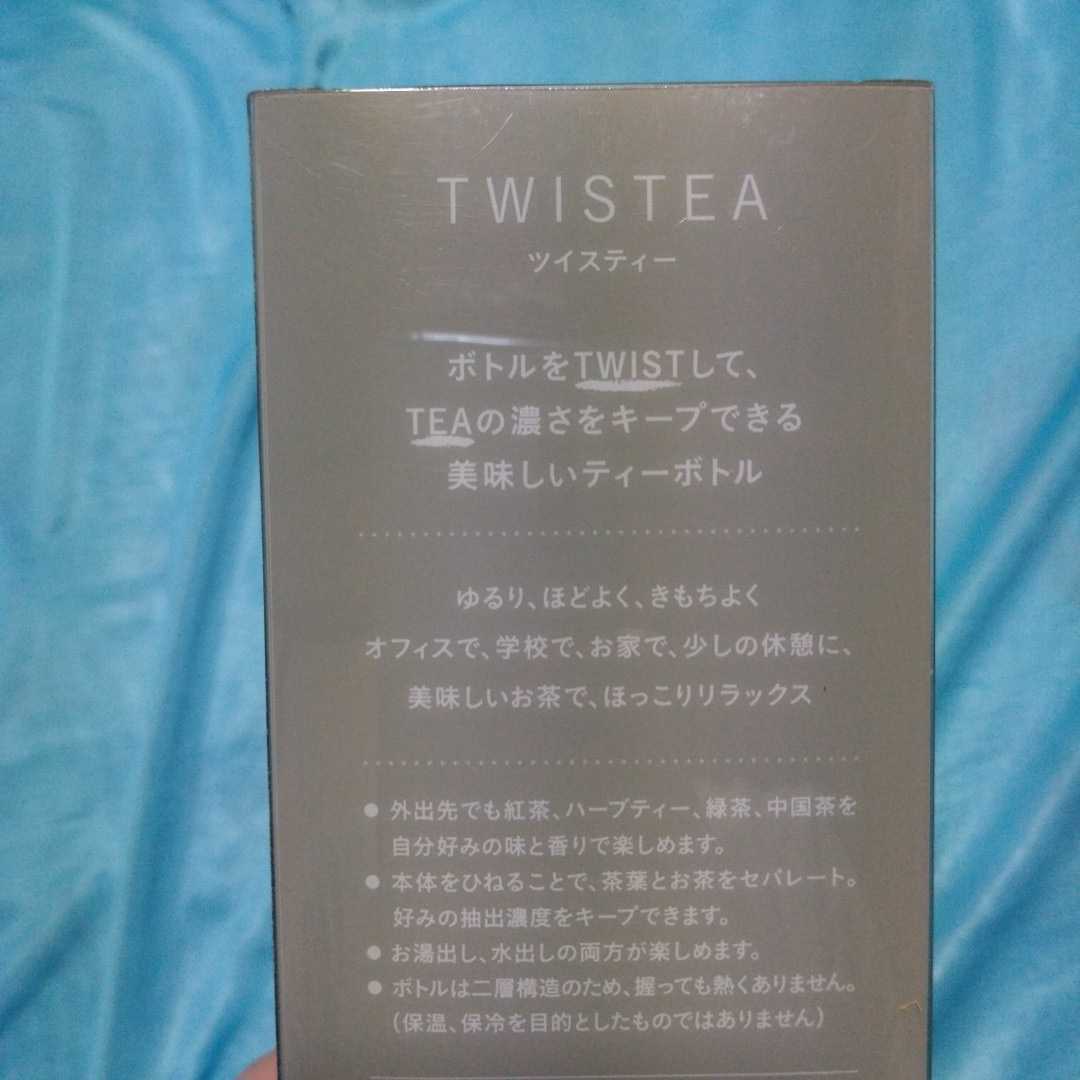 TWISTEA
ツイスティー
ボトルをTWISTして、
TEAの濃さをキープできる
美味しいティーボトル
ゆるり、ほどよく、きもちよく
オフィスで、学校で、お家で、少しの休憩に、
美味しいお茶で、ほっこりリラックス
● 外出先でも紅茶、ハーブティー、緑茶、中国茶を
自分好みの味と香りで楽しめます。
● 本体をひねることで、茶葉とお茶をセパレート。
好みの抽出濃度をキープできます。
● お湯出し、水出しの両方が楽しめます。
● ボトルは二層構造のため、握っても熱くありません。
(保温、保冷を目的としたものではありません)